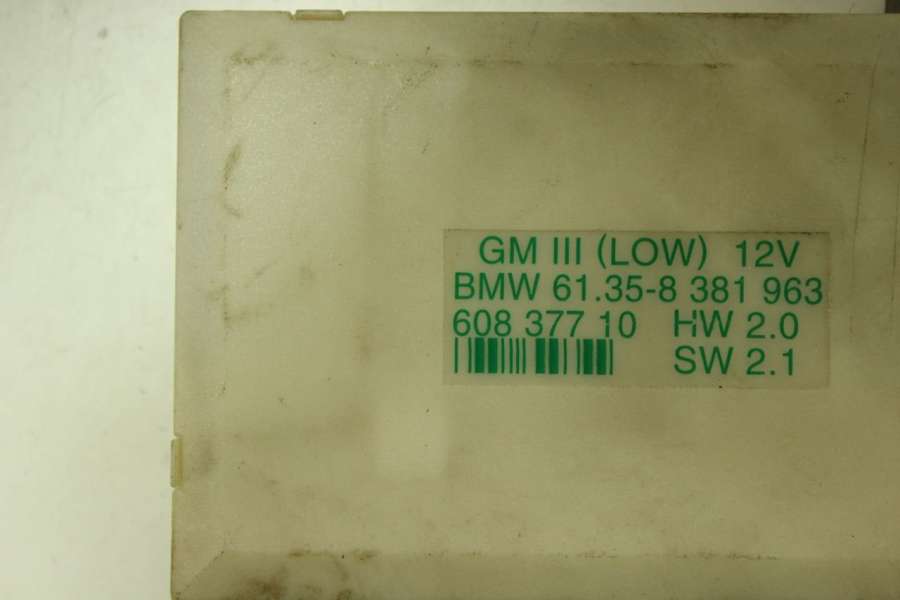 GM III (LOW) 12V
BMW 61.35-8 381 963
608 377 10 HW 2.0
SW 2.1